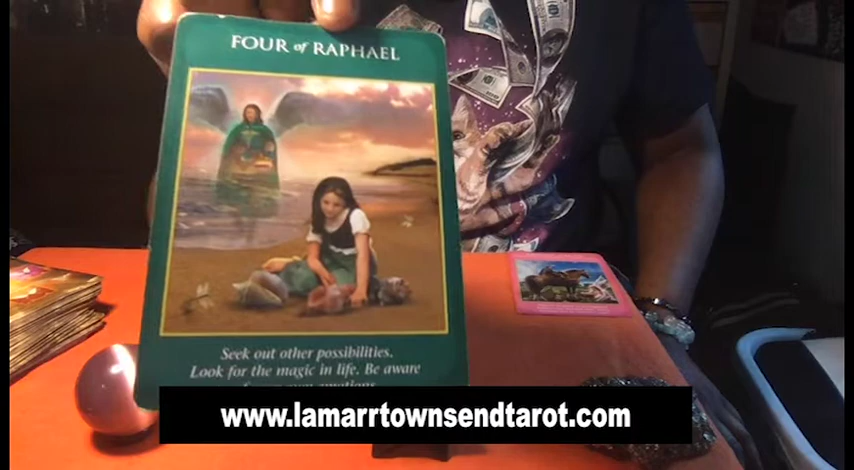 FOUR of RAPHAEL
Seek out other possibilities.
Look for the magic in life. Be aware
www.lamarrtownsendtarot.com